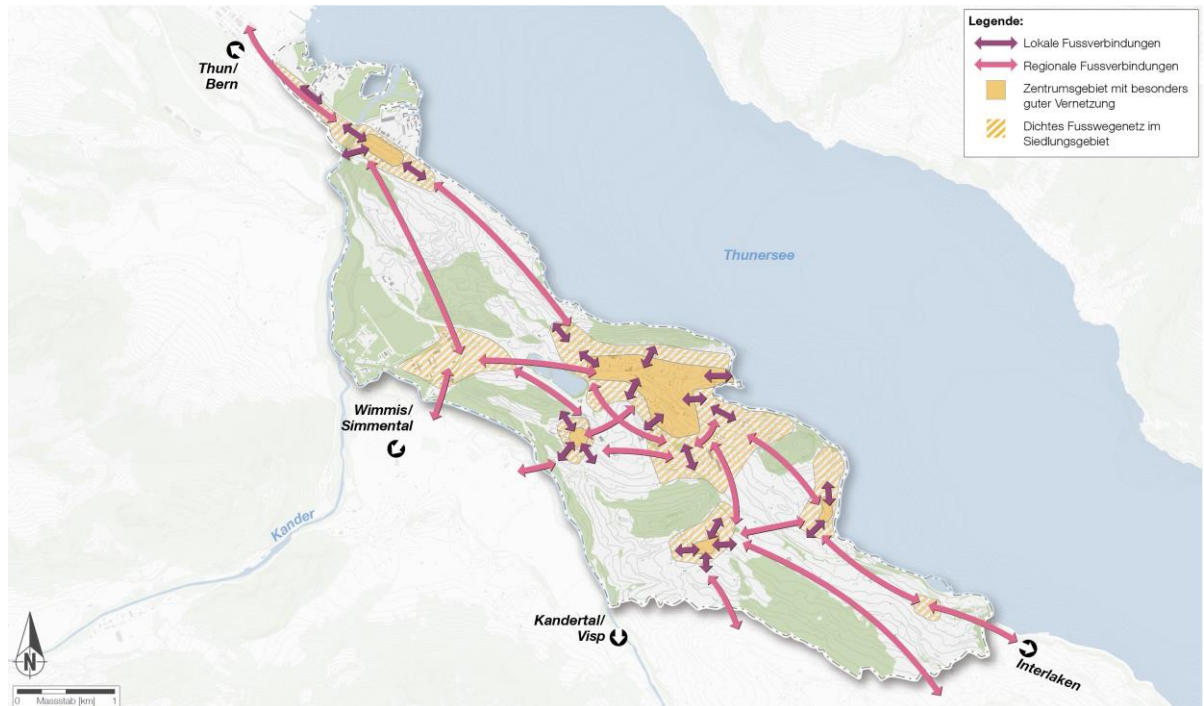 Legende:
Lokale Fussverbindungen
Regionale Fussverbindungen
Zentrumsgebiet mit besonders
guter Vernetzung
Dichtes Fusswegenetz im
Siedlungsgebiet
Thun/
Bern
Thunersee
Wimmis/
Simmental
Kander
Kandertal/
Visp
Interlaken
N
0 Massstab [km] 1